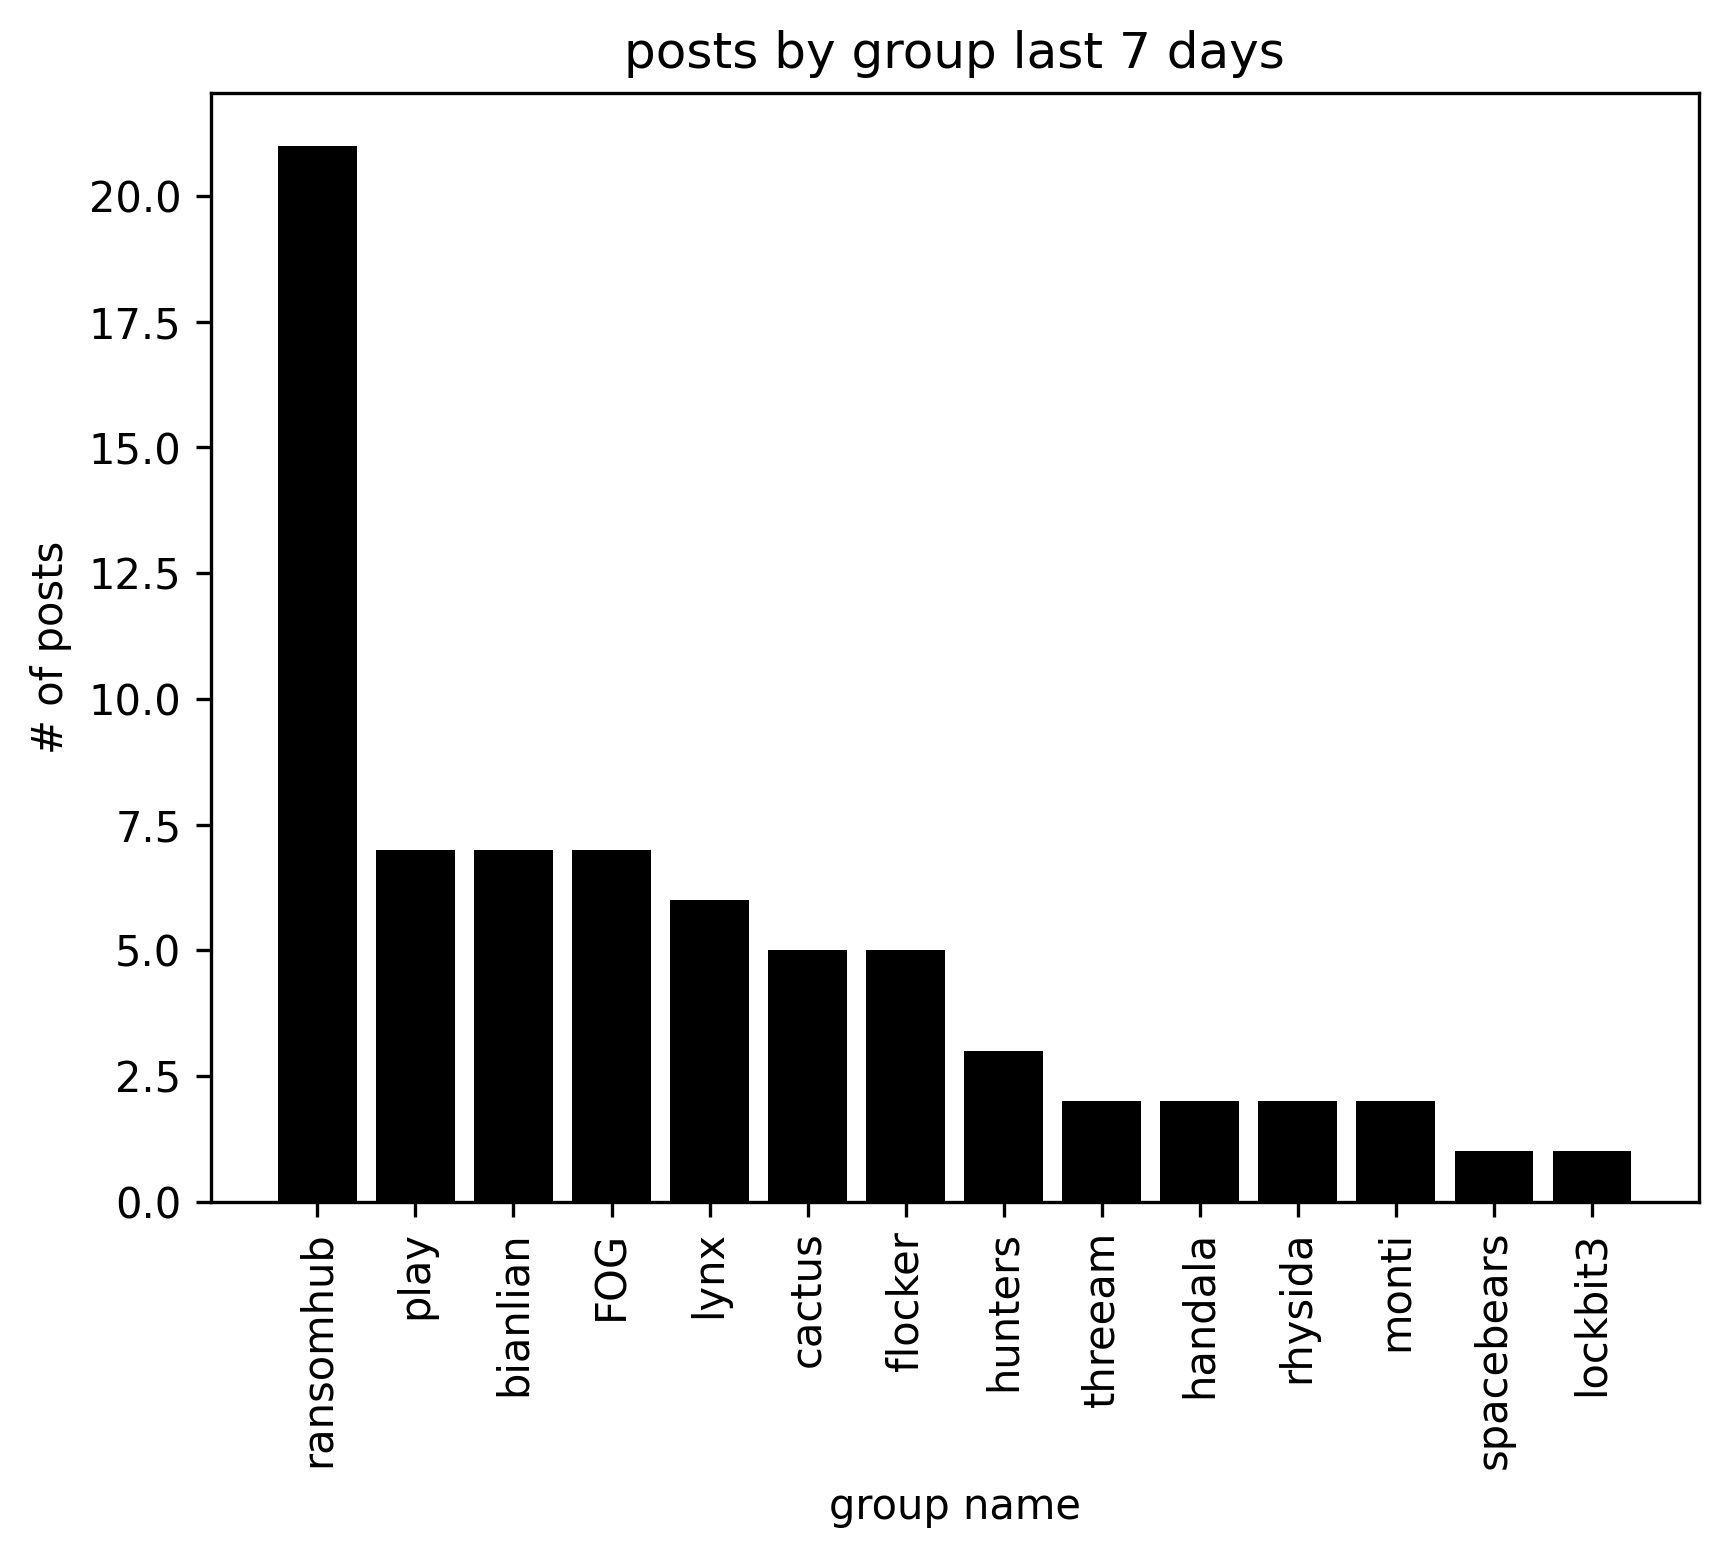 posts by group last 7 days
# of posts
20.0
17.5
15.0
12.5
10.0
7.5
5.0
2.5
0.0
ransomhub
play
bianlian
FOG
lynx
cactus
flocker
hunters
threeam
handala
rhysida
monti
spacebears
lockbit3
group name